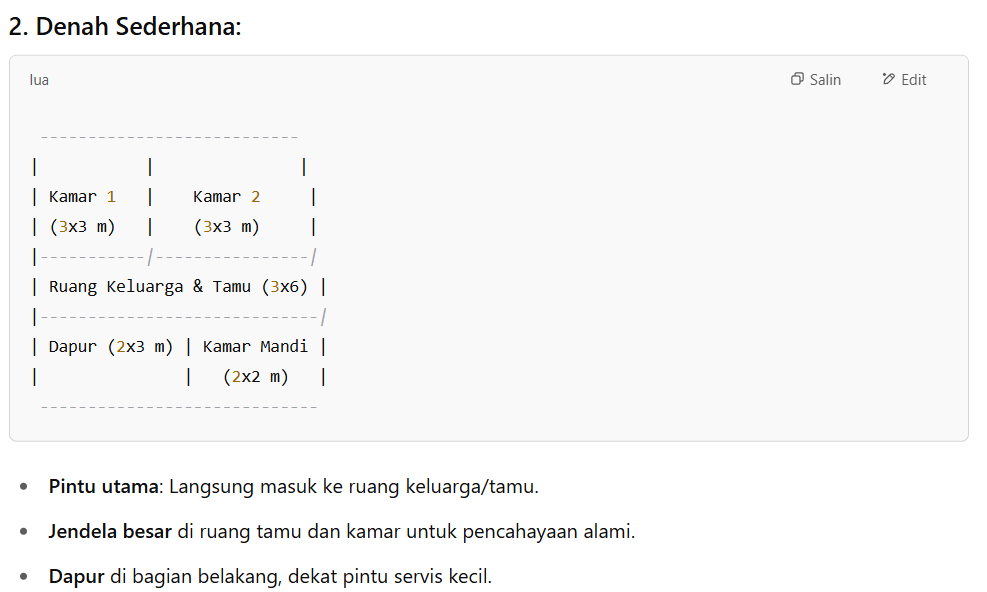 2. Denah Sederhana:
lua
Salin
Edit
 ---------------------------
|           |               |
| Kamar 1   |    Kamar 2     |
| (3x3 m)   |    (3x3 m)     |
|-----------/----------------/
| Ruang Keluarga & Tamu (3x6) |
|-----------------------------/
| Dapur (2x3 m) | Kamar Mandi |
|               |   (2x2 m)   |
 -----------------------------
• Pintu utama: Langsung masuk ke ruang keluarga/tamu.
• Jendela besar di ruang tamu dan kamar untuk pencahayaan alami.
• Dapur di bagian belakang, dekat pintu servis kecil.